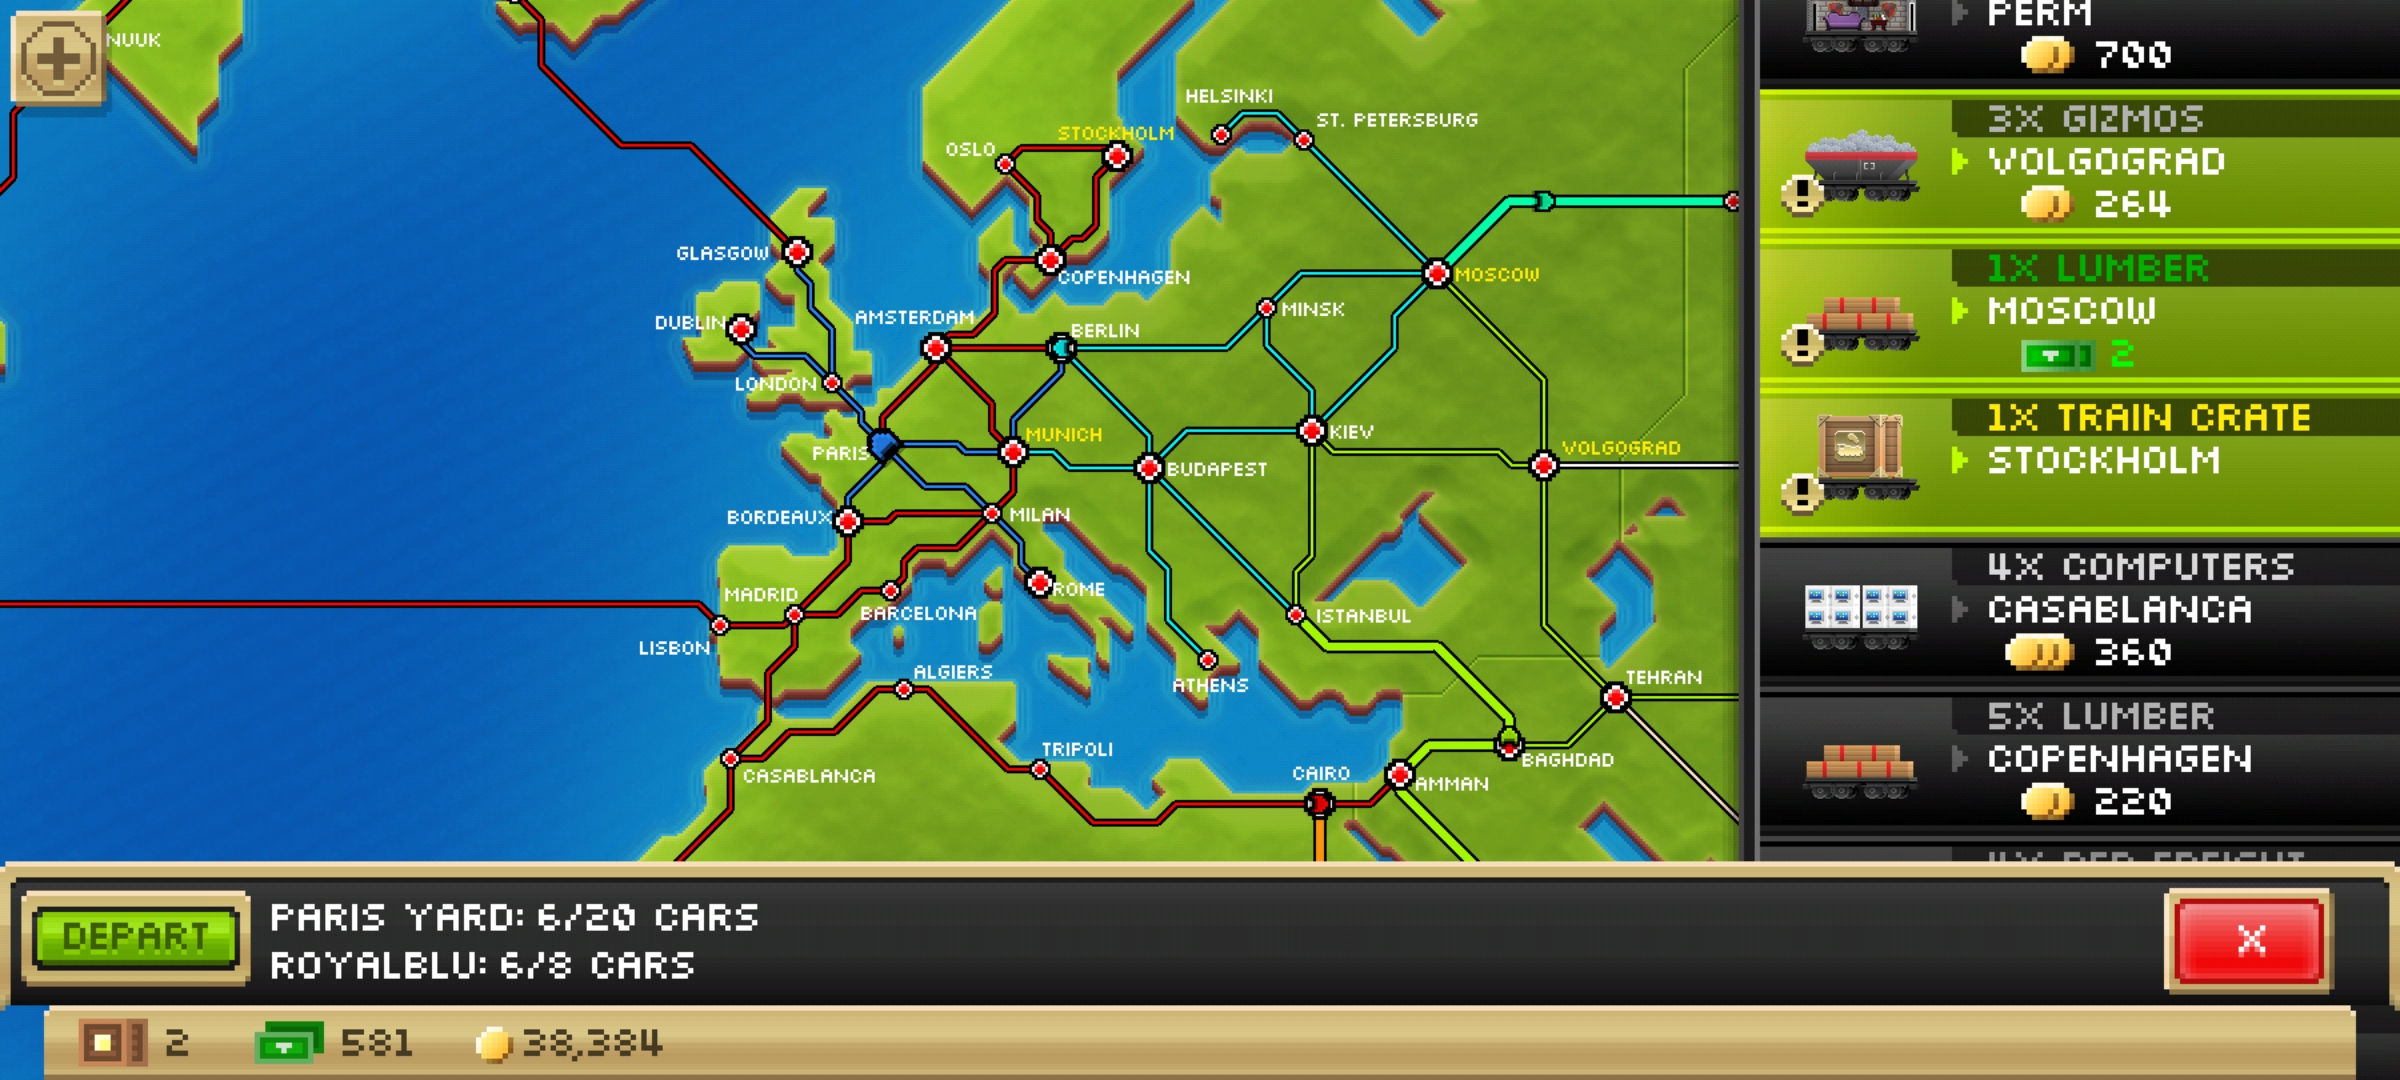 NUUK
HELSINKI
ST. PETERSBURG
STOCKHOLM
OSLO
GLASGOW
COPENHAGEN
MOSCOW
DUBLIN
AMSTERDAM
BERLIN
MINSK
LONDON
PARIS
MUNICH
KIEV
VOLGOGRAD
BUDAPEST
BORDEAUX
MILAN
MADRID
ROME
BARCELONA
ISTANBUL
LISBON
ALGIERS
ATHENS
TEHRAN
TRIPOLI
CASABLANCA
CAIRO
AMMAN
BAGHDAD
PERM
700
3X GIZMOS
VOLGOGRAD
264
1X LUMBER
MOSCOW
2
1X TRAIN CRATE
STOCKHOLM
4X COMPUTERS
CASABLANCA
360
5X LUMBER
COPENHAGEN
220
DEPART
PARIS YARD: 6/20 CARS
ROYALBLU: 6/8 CARS
X
2
581
38,384